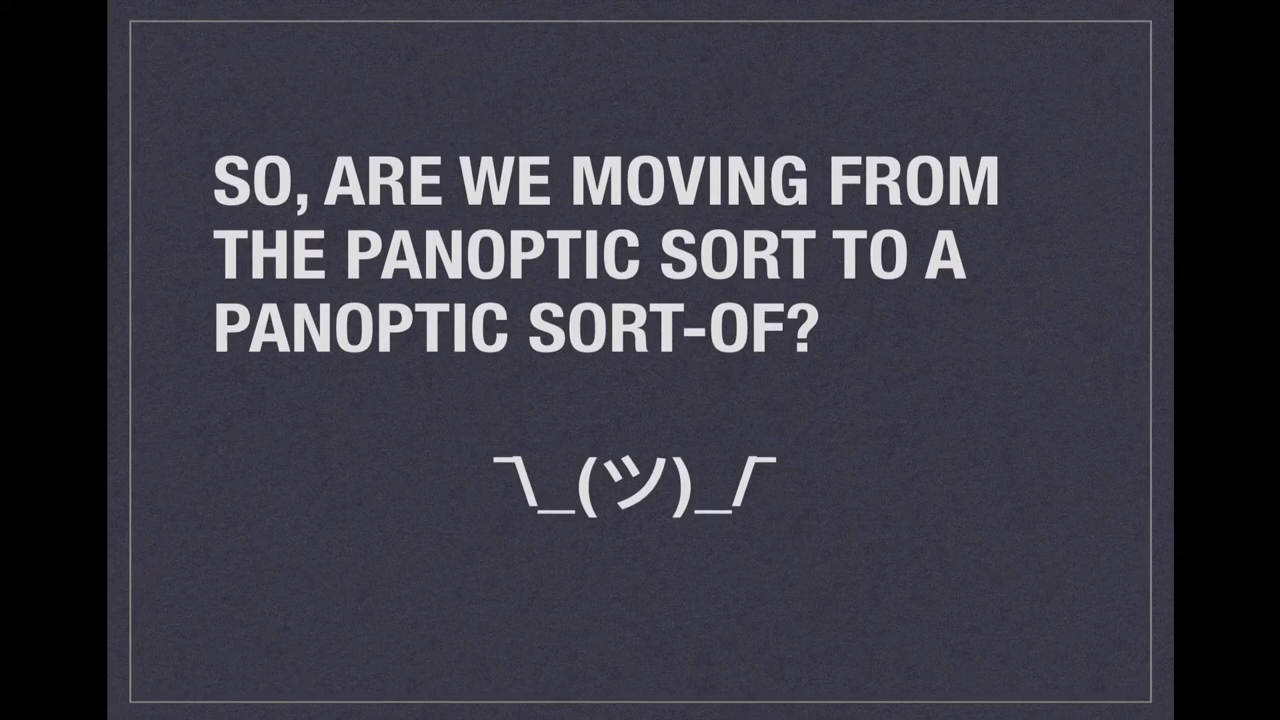 SO, ARE WE MOVING FROM
THE PANOPTIC SORT TO A
PANOPTIC SORT-OF?
¯\_(ツ)_/¯